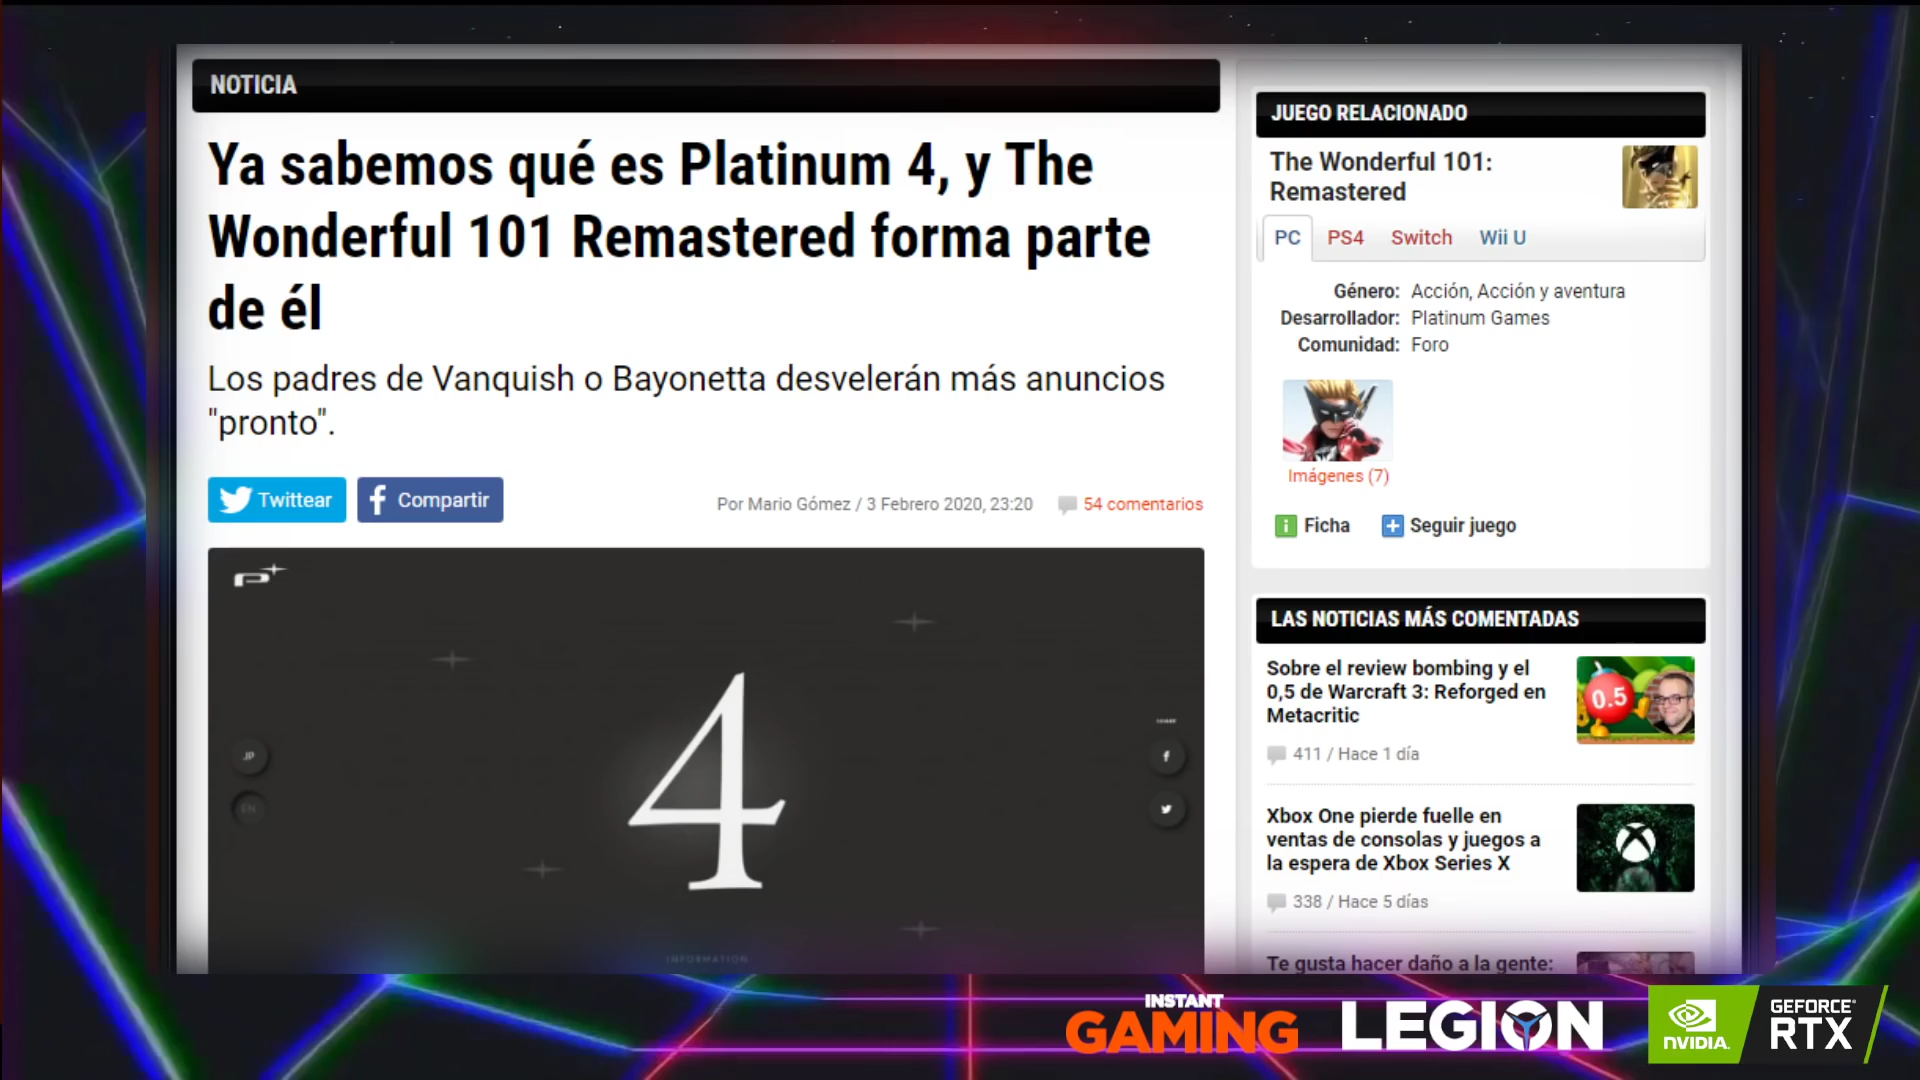 NOTICIA
Ya sabemos qué es Platinum 4, y The
Wonderful 101 Remastered forma parte
de él
Los padres de Vanquish o Bayonetta desvelerán más anuncios
"pronto".
Twittear
Compartir
Por Mario Gómez / 3 Febrero 2020, 23:20
54 comentarios
JP
EN
4
SHARE
INFORMATION
JUEGO RELACIONADO
The Wonderful 101:
Remastered
PC PS4 Switch Wii U
Género: Acción, Acción y aventura
Desarrollador: Platinum Games
Comunidad: Foro
Imágenes (7)
Ficha
Seguir juego
LAS NOTICIAS MÁS COMENTADAS
Sobre el review bombing y el
0,5 de Warcraft 3: Reforged en
Metacritic
0.5
411 / Hace 1 día
Xbox One pierde fuelle en
ventas de consolas y juegos a
la espera de Xbox Series X
338 / Hace 5 días
Te gusta hacer daño a la gente:
INSTANT
GAMING
LEGION
NVIDIA.
GEFORCE
RTX